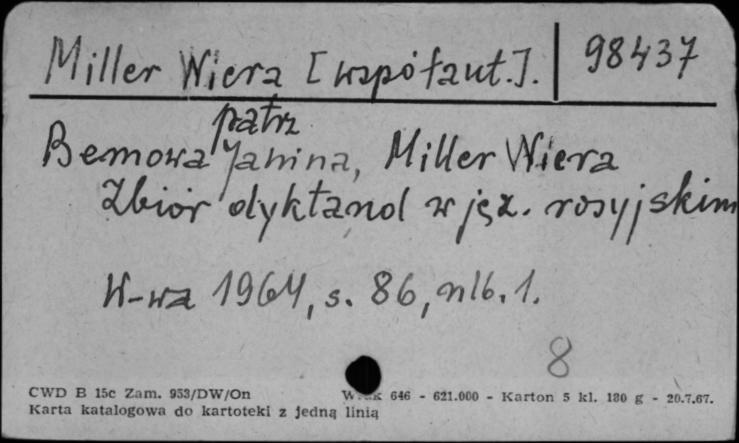 Miller Wiera [współaut.]. 98437
patrz
Bemowa Janina, Miller Wiera
Zbiór dyktand w jęz. rosyjskim
W-wa 1964, s. 86, nlb. 1.
8
CWD B 15c Zam. 953/DW/On 646 - 621.000 - Karton 5 kl. 180 g - 20.7.67.
Karta katalogowa do kartoteki z jedną linią